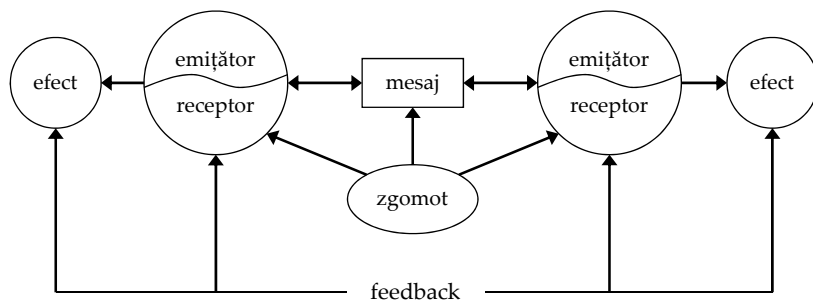 efect
emițător
receptor
mesaj
emițător
receptor
efect
zgomot
feedback